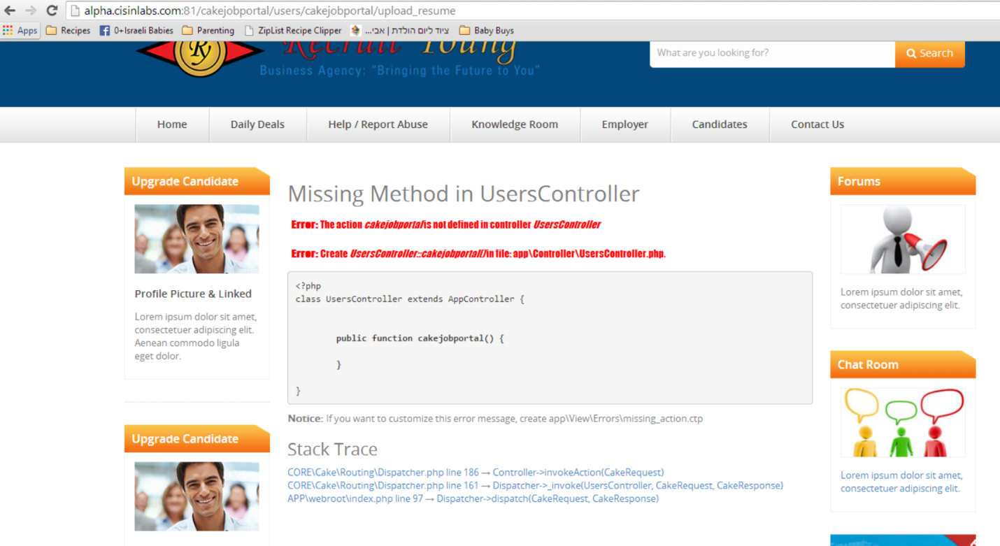 alpha.cisinlabs.com:81/cakejobportal/users/cakejobportal/upload_resume
Apps Recipes 0+Israeli Babies Parenting ZipList Recipe Clipper ציוד ליום הולדת | אבי... Baby Buys
Ry Recruit Young
Business Agency: "Bringing the Future to You"
What are you looking for? Search
Home Daily Deals Help / Report Abuse Knowledge Room Employer Candidates Contact Us
Upgrade Candidate
Profile Picture & Linked
Lorem ipsum dolor sit amet,
consectetuer adipiscing elit.
Aenean commodo ligula
eget dolor.
Upgrade Candidate
Missing Method in UsersController
Error: The action cakejobportal is not defined in controller UsersController
Error: Create UsersController::cakejobportal() in file: app\Controller\UsersController.php.
<?php
class UsersController extends AppController {
public function cakejobportal() {
}
}
Notice: If you want to customize this error message, create app\View\Errors\missing_action.ctp
Stack Trace
CORE\Cake\Routing\Dispatcher.php line 186 → Controller->invokeAction(CakeRequest)
CORE\Cake\Routing\Dispatcher.php line 161 → Dispatcher->_invoke(UsersController, CakeRequest, CakeResponse)
APP\webroot\index.php line 97 → Dispatcher->dispatch(CakeRequest, CakeResponse)
Forums
Lorem ipsum dolor sit amet,
consectetuer adipiscing elit.
Chat Room
Lorem ipsum dolor sit amet,
consectetuer adipiscing elit.